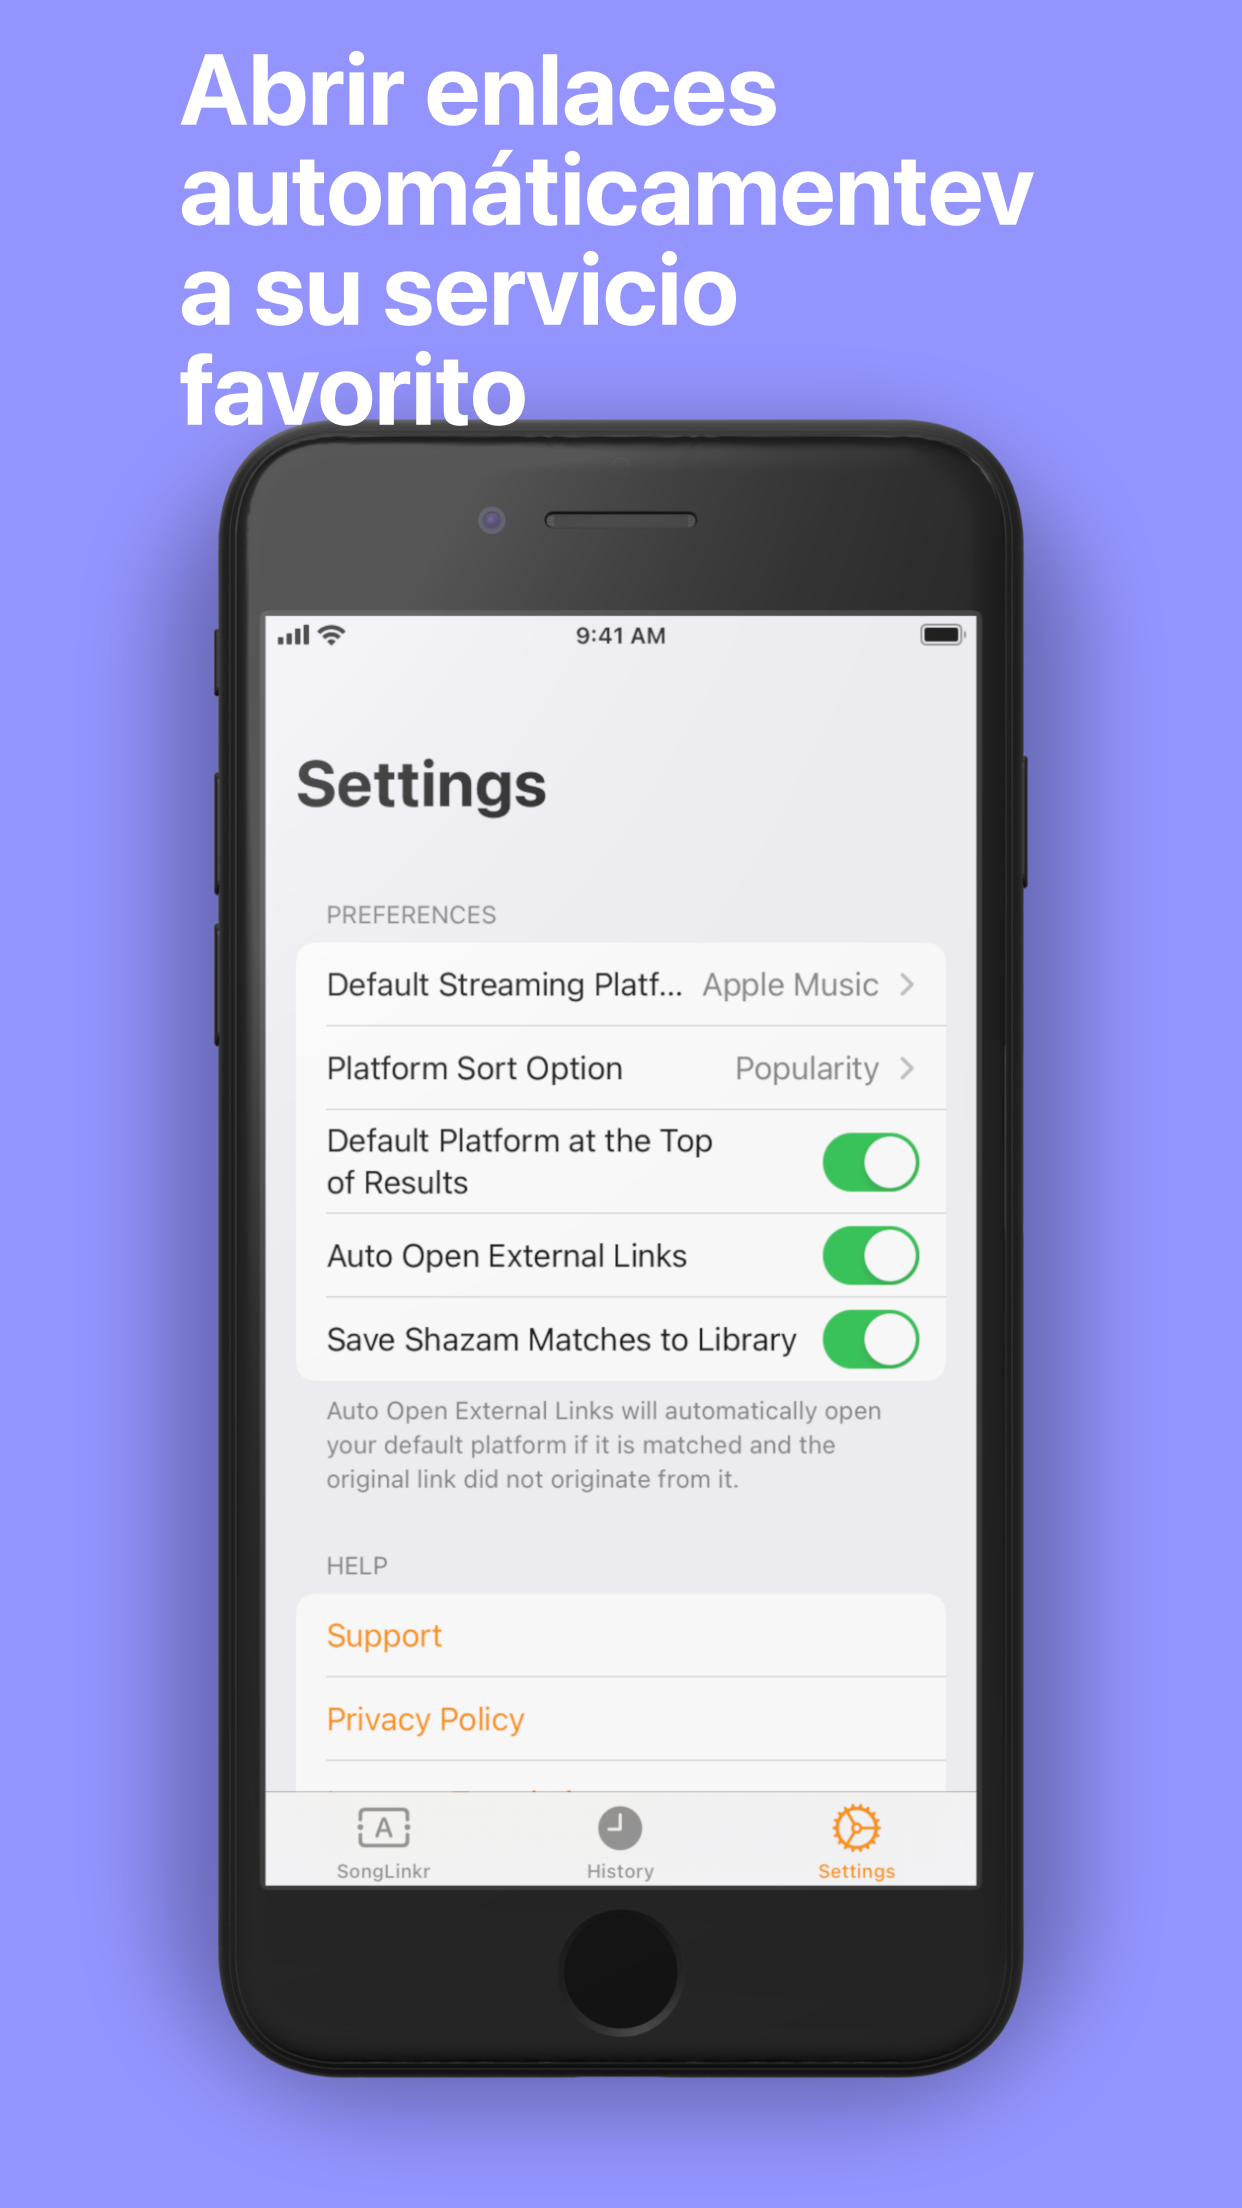 Abrir enlaces
automáticamentev
a su servicio
favorito
9:41 AM
Settings
PREFERENCES
Default Streaming Platf... Apple Music
Platform Sort Option Popularity
Default Platform at the Top
of Results
Auto Open External Links
Save Shazam Matches to Library
Auto Open External Links will automatically open
your default platform if it is matched and the
original link did not originate from it.
HELP
Support
Privacy Policy
A
SongLinkr History Settings